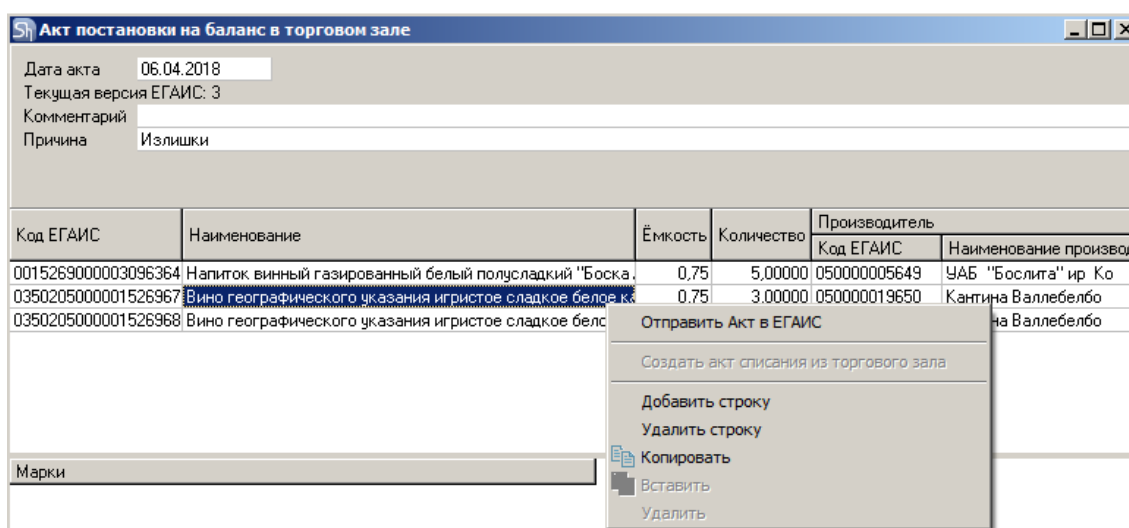 Sh Акт постановки на баланс в торговом зале
Дата акта 06.04.2018
Текущая версия ЕГАИС: 3
Комментарий
Причина Излишки
Код ЕГАИС Наименование Ёмкость Количество Производитель
Код ЕГАИС Наименование производ
0015269000003096364 Напиток винный газированный белый полусладкий "Боска 0,75 5,00000 050000005649 УАБ "Бослита" ир Ко
0350205000001526967 Вино географического указания игристое сладкое белое 0,75 3,00000 050000019650 Кантина Валлебелбо
0350205000001526968 Вино географического указания игристое сладкое бело на Валлебелбо
Отправить Акт в ЕГАИС
Создать акт списания из торгового зала
Добавить строку
Удалить строку
Копировать
Вставить
Удалить
Марки